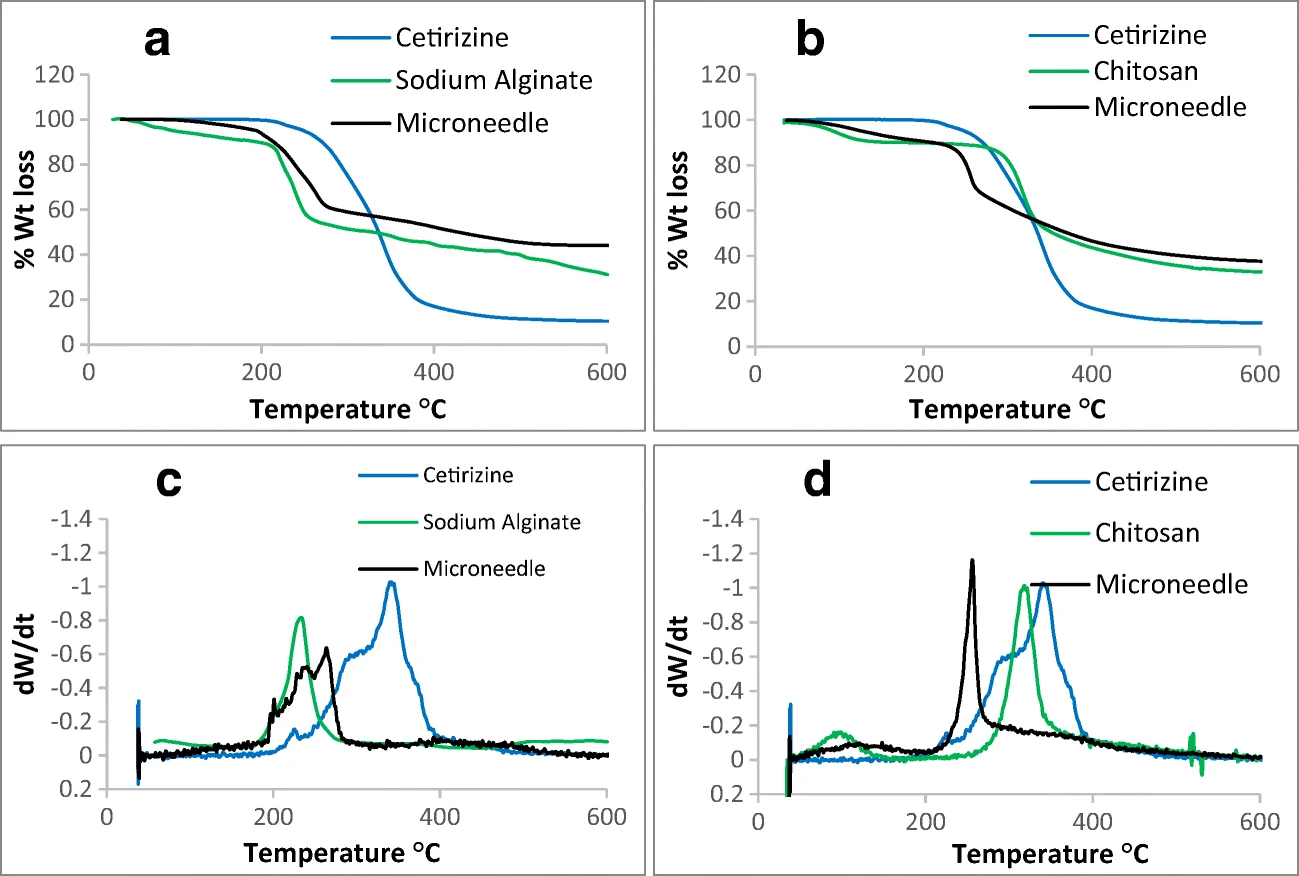 a
Cetirizine
Sodium Alginate
Microneedle
120
100
80
60
40
20
0
% Wt loss
0 200 400 600
Temperature °C
b
Cetirizine
Chitosan
Microneedle
120
100
80
60
40
20
0
% Wt loss
0 200 400 600
Temperature °C
c
Cetirizine
Sodium Alginate
Microneedle
-1.4
-1.2
-1
-0.8
-0.6
-0.4
-0.2
0
0.2
dW/dt
0 200 400 600
Temperature °C
d
Cetirizine
Chitosan
Microneedle
-1.4
-1.2
-1
-0.8
-0.6
-0.4
-0.2
0
0.2
dW/dt
0 200 400 600
Temperature °C